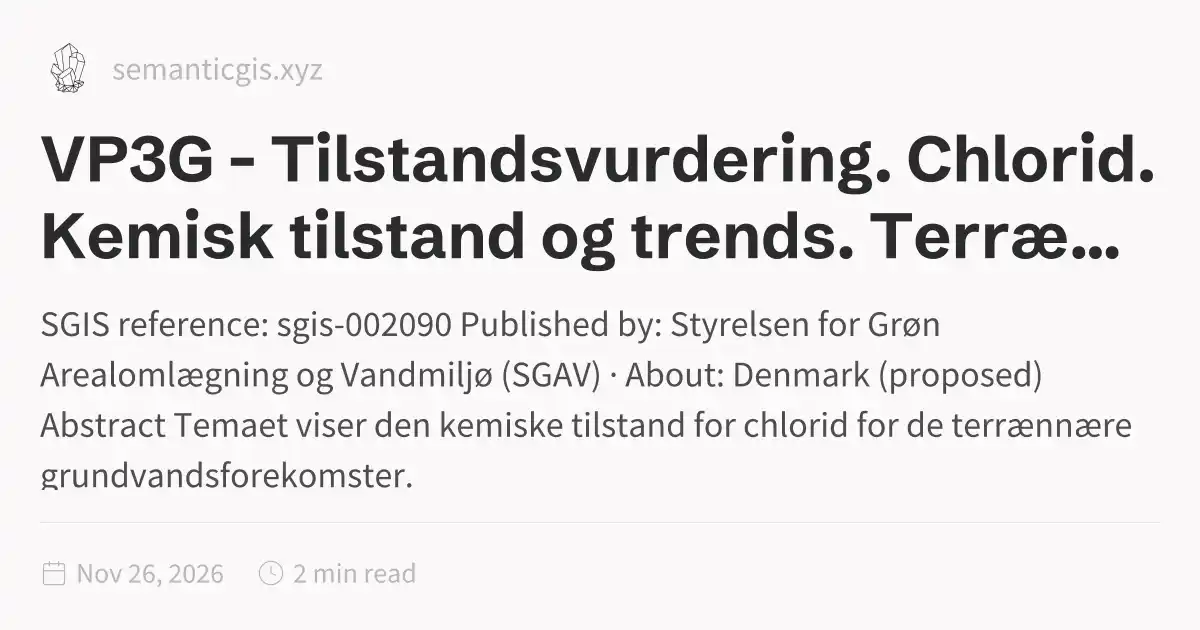 semanticgis.xyz
VP3G - Tilstandsvurdering. Chlorid.
Kemisk tilstand og trends. Terræ...
SGIS reference: sgis-002090 Published by: Styrelsen for Grøn
Arealomlægning og Vandmiljø (SGAV) · About: Denmark (proposed)
Abstract Temaet viser den kemiske tilstand for chlorid for de terrænnære
grundvandsforekomster.
Nov 26, 2026 2 min read